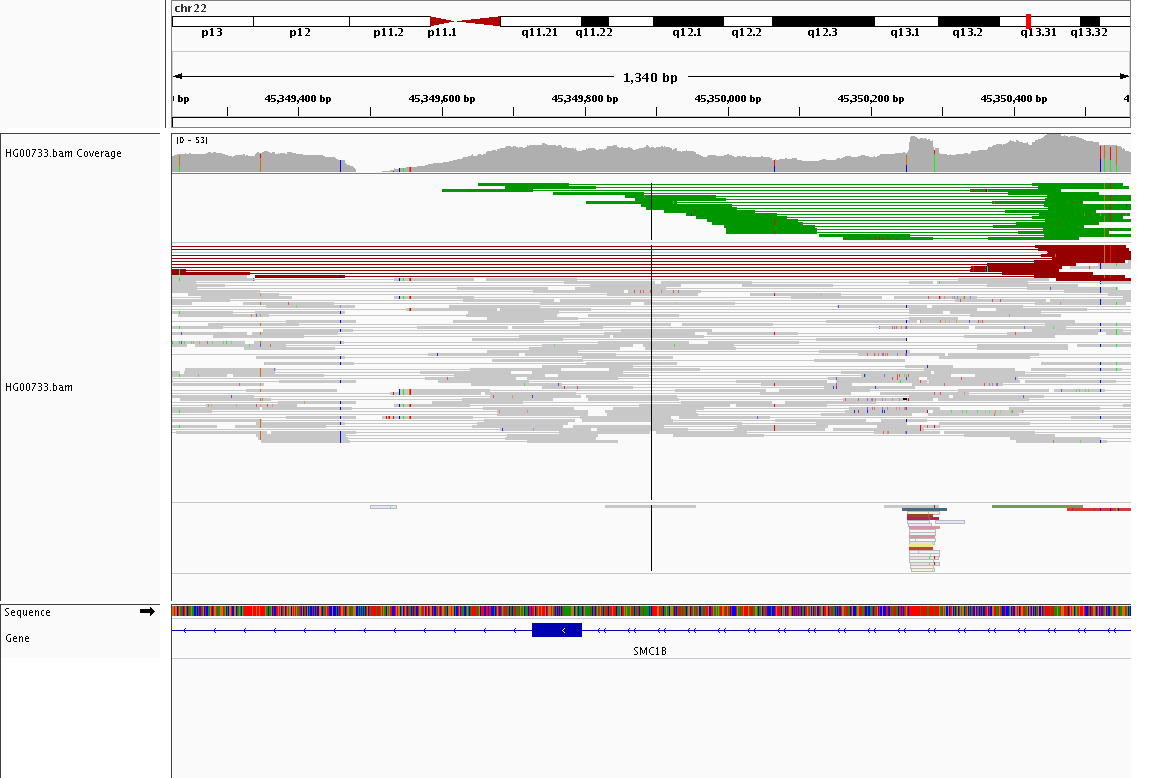 chr22
p13 p12 p11.2 p11.1 q11.21 q11.22 q12.1 q12.2 q12.3 q13.1 q13.2 q13.31 q13.32
1,340 bp
bp 45,349,400 bp 45,349,600 bp 45,349,800 bp 45,350,000 bp 45,350,200 bp 45,350,400 bp 4
[0 - 53]
HG00733.bam Coverage
HG00733.bam
Sequence
Gene
SMC1B